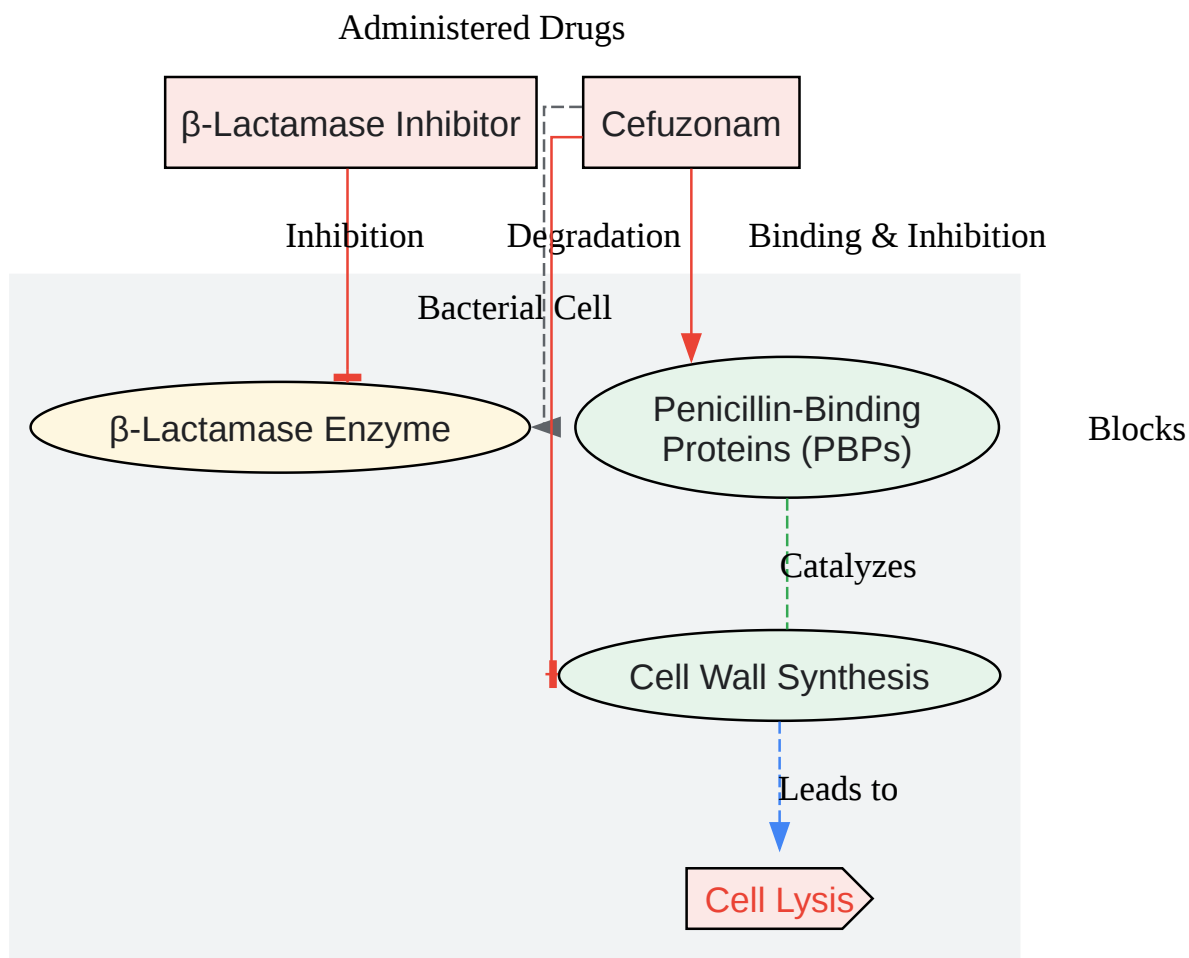 Administered Drugs
β-Lactamase Inhibitor
Cefuzonam
Inhibition
Degradation
Binding & Inhibition
Bacterial Cell
β-Lactamase Enzyme
Penicillin-Binding
Proteins (PBPs)
Blocks
Catalyzes
Cell Wall Synthesis
Leads to
Cell Lysis